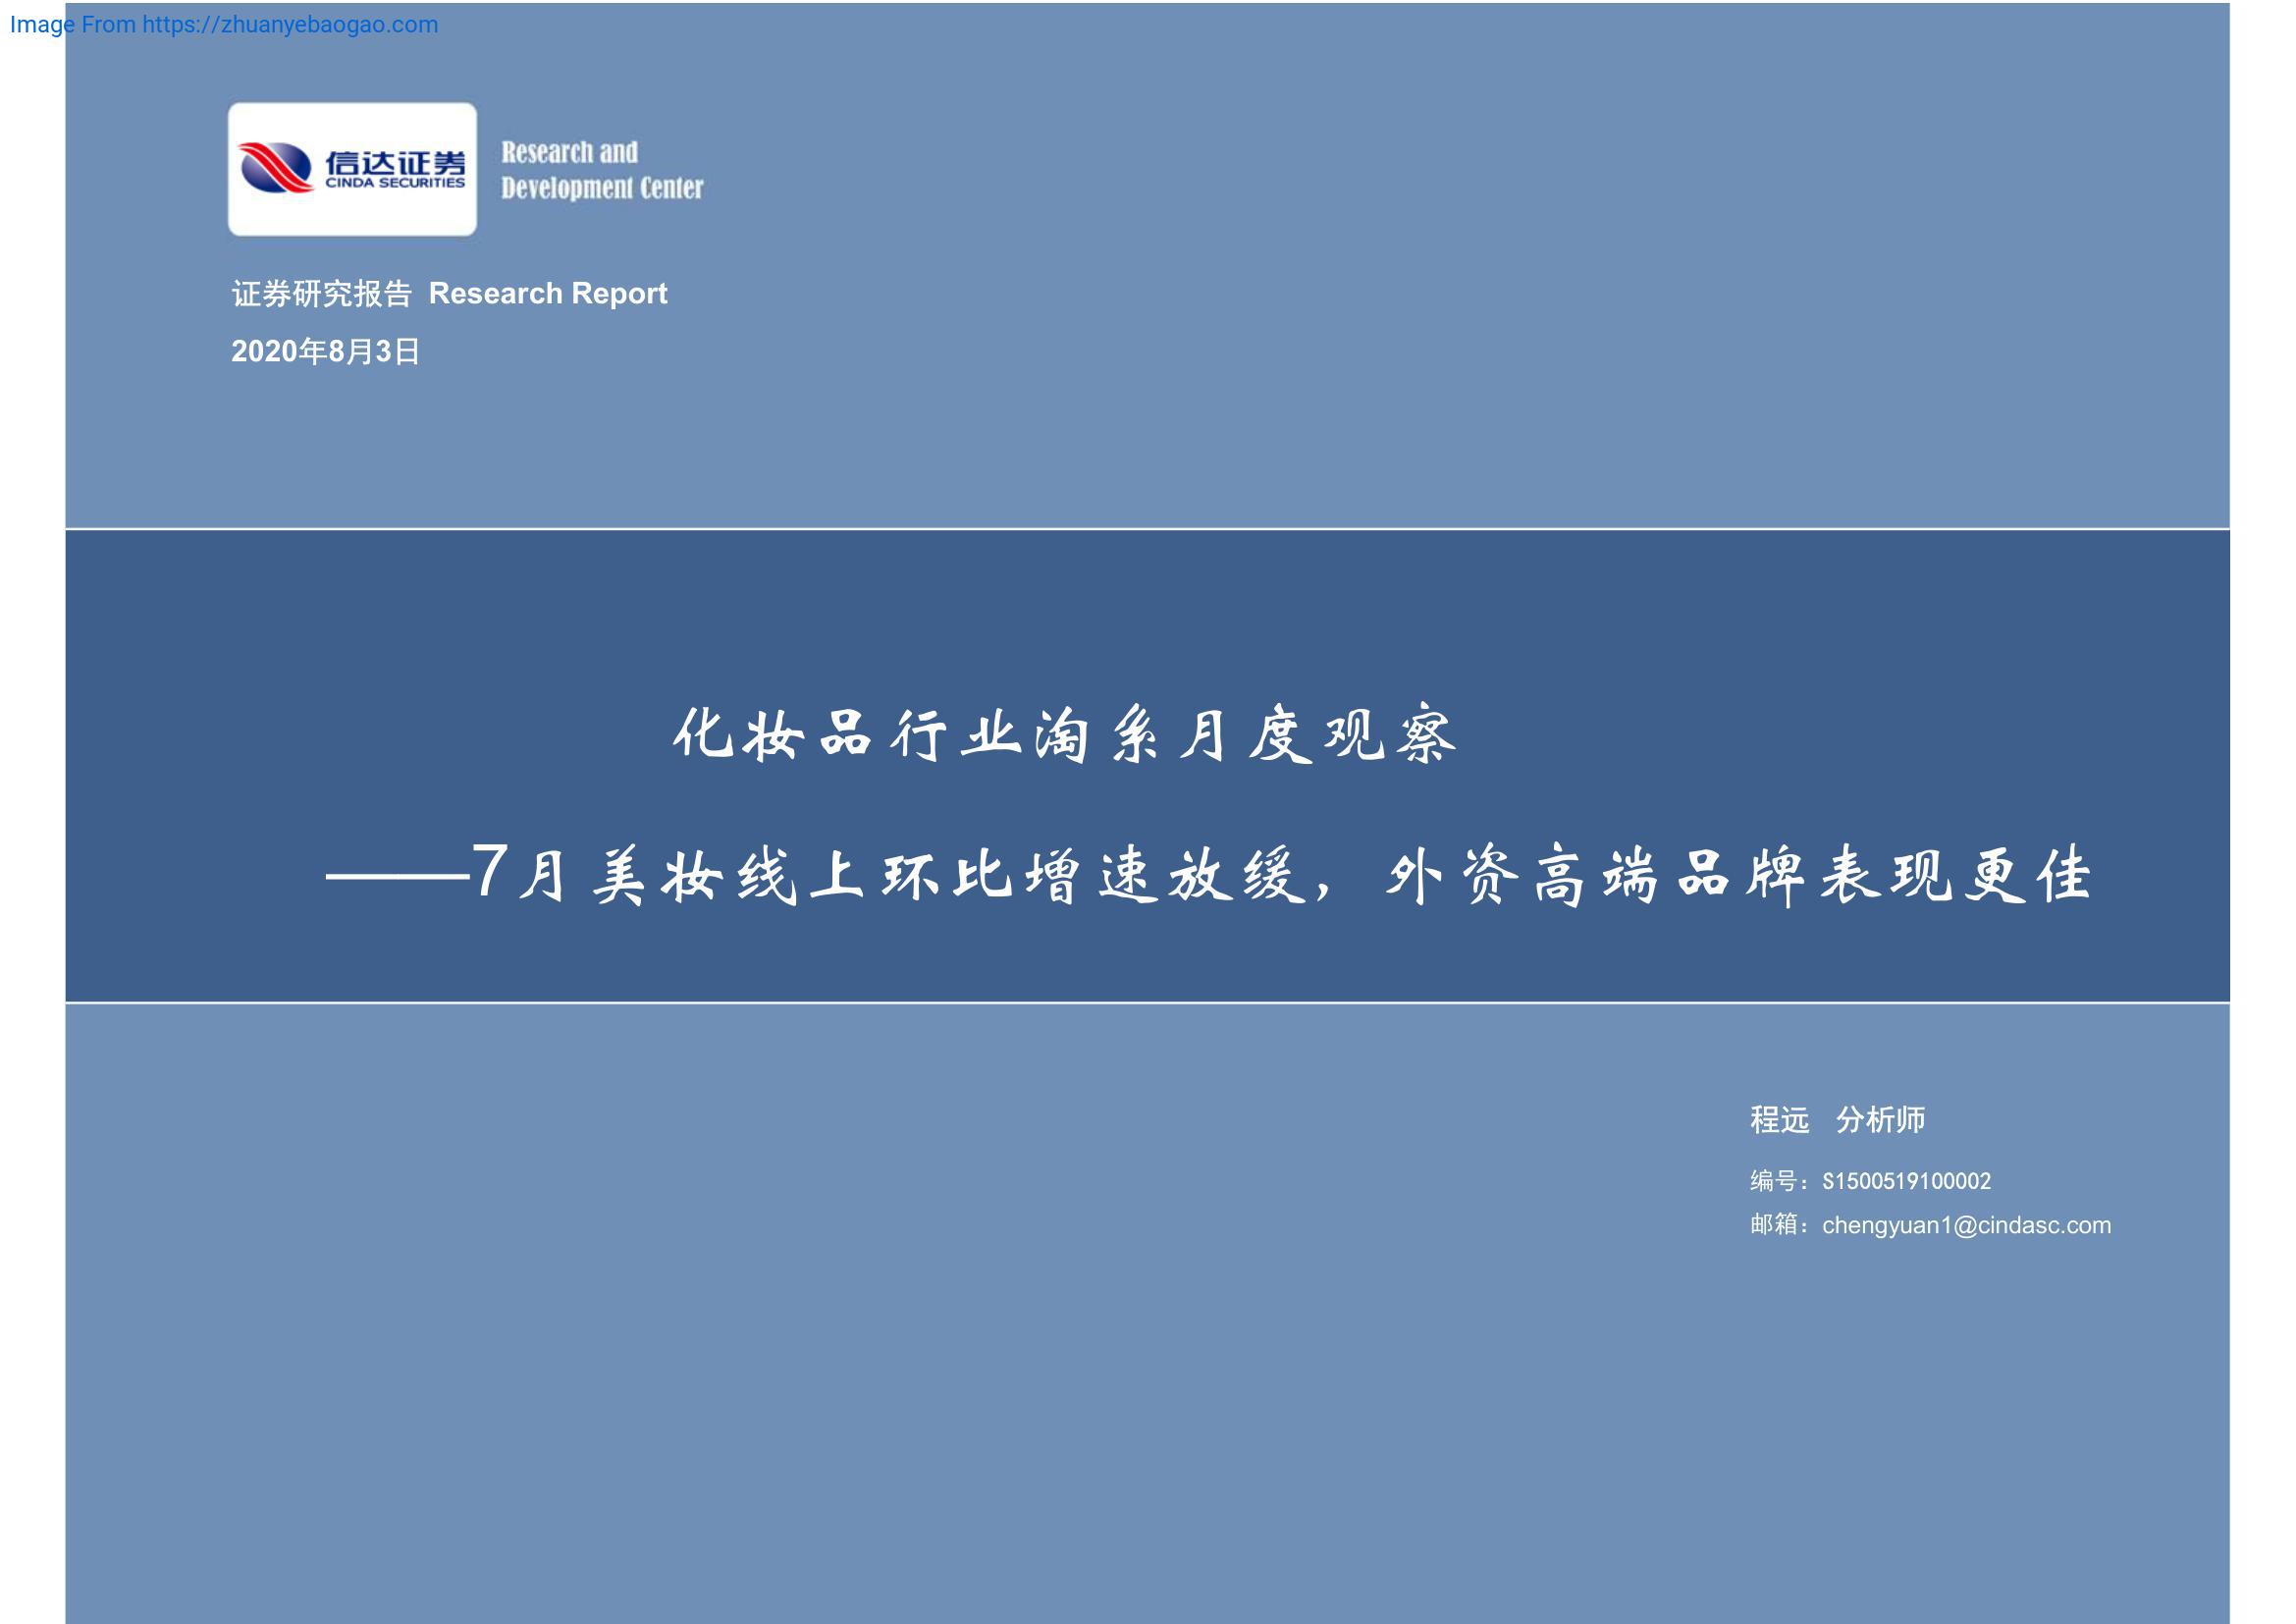 Image From https://zhuanyebaogao.com
信达证券
CINDA SECURITIES
Research and
Development Center
证券研究报告 Research Report
2020年8月3日
化妆品行业淘系月度观察
——7月美妆线上环比增速放缓，外资高端品牌表现更佳
程远 分析师
编号：S1500519100002
邮箱：chengyuan1@cindasc.com